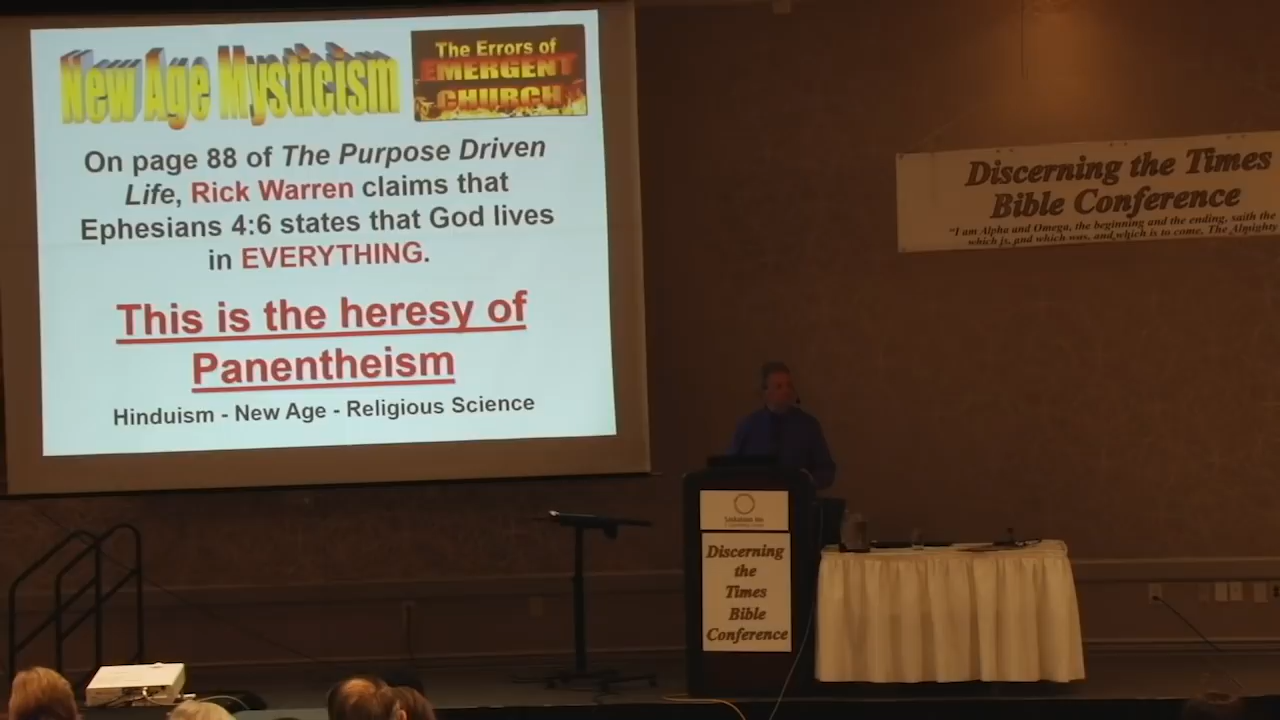 New Age Mysticism
The Errors of
EMERGENT
CHURCH
On page 88 of The Purpose Driven
Life, Rick Warren claims that
Ephesians 4:6 states that God lives
in EVERYTHING.
This is the heresy of
Panentheism
Hinduism - New Age - Religious Science
Discerning the Times
Bible Conference
"I am Alpha and Omega, the beginning and the ending, saith the
which is, and which was, and which is to come, The Almighty
Discerning
the
Times
Bible
Conference